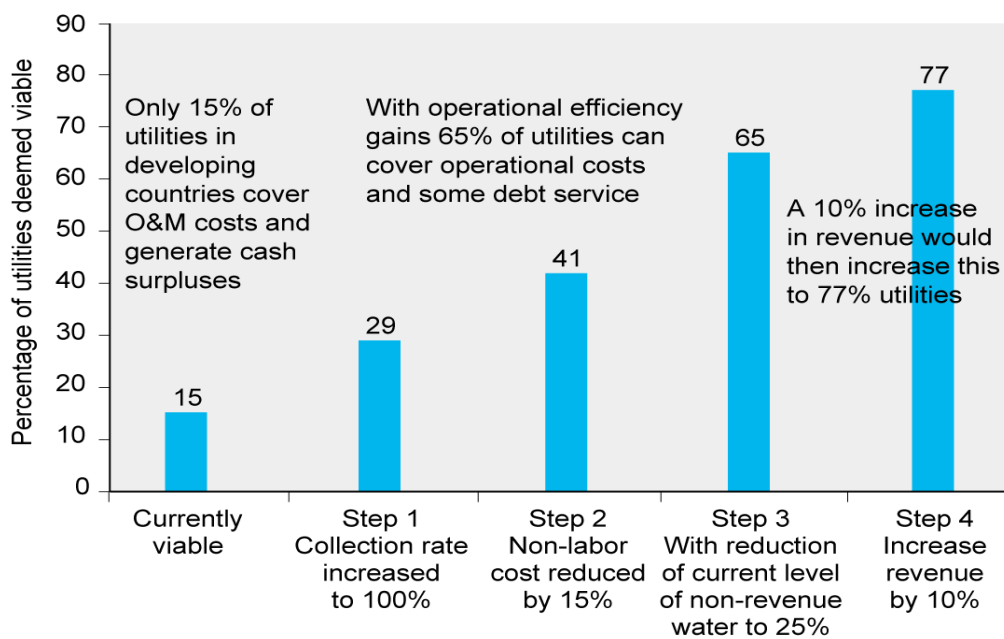 Percentage of utilities deemed viable
90
80
70
60
50
40
30
20
10
0
Only 15% of
utilities in
developing
countries cover
O&M costs and
generate cash
surpluses
With operational efficiency
gains 65% of utilities can
cover operational costs
and some debt service
A 10% increase
in revenue would
then increase this
to 77% utilities
15
29
41
65
77
Currently
viable
Step 1
Collection rate
increased
to 100%
Step 2
Non-labor
cost reduced
by 15%
Step 3
With reduction
of current level
of non-revenue
water to 25%
Step 4
Increase
revenue
by 10%